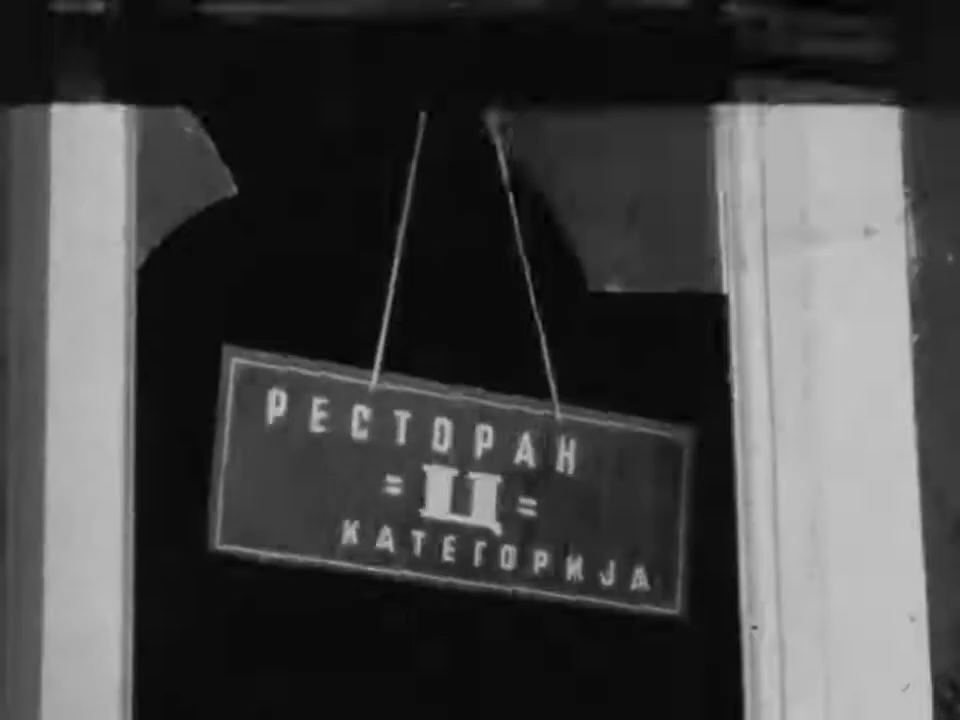 РЕСТОРАН
= II =
КАТЕГОРИЈА